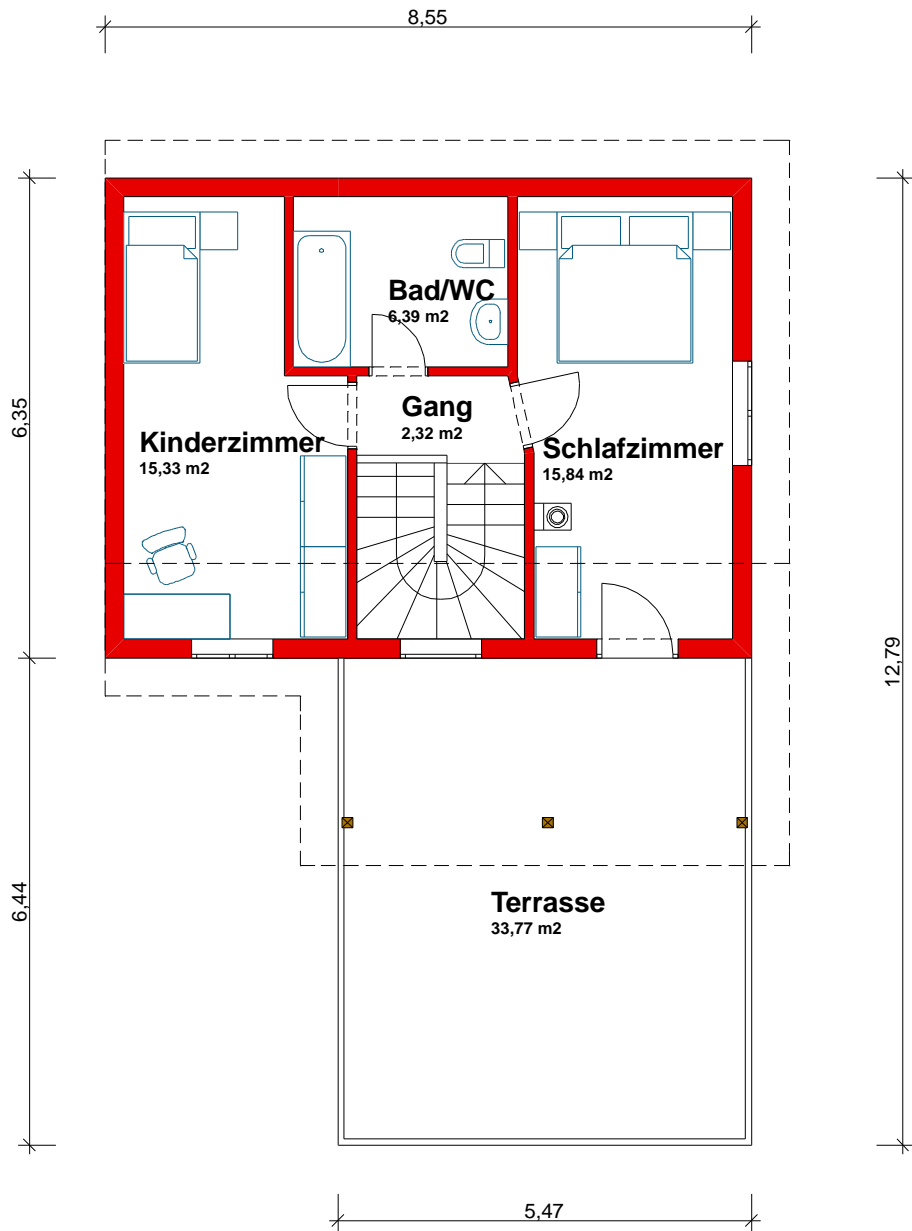 8,55
Bad/WC
6,39 m2
Gang
2,32 m2
Kinderzimmer
15,33 m2
Schlafzimmer
15,84 m2
6,35
12,79
6,44
Terrasse
33,77 m2
5,47